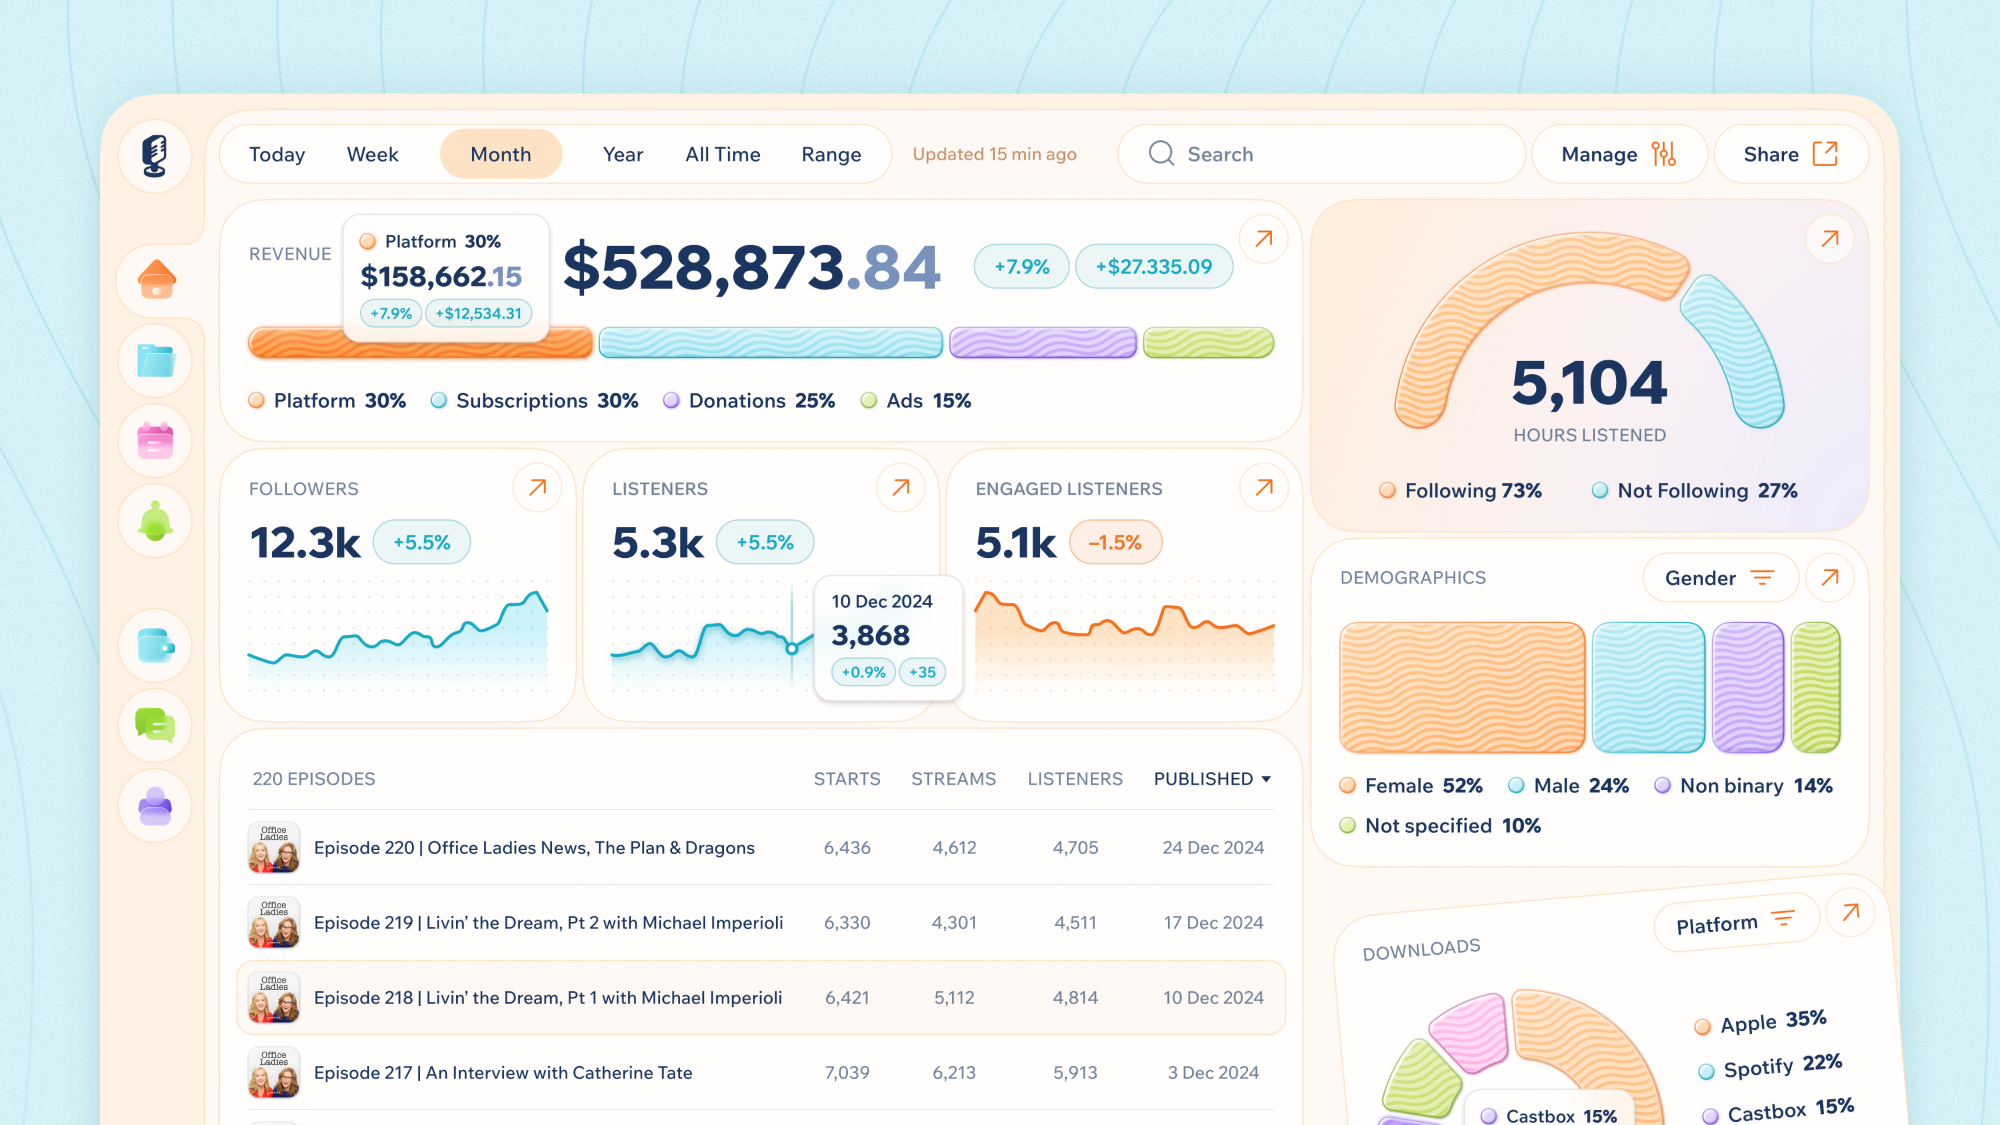 Today Week Month Year All Time Range Updated 15 min ago Search Manage Share
REVENUE
Platform 30%
$158,662.15
+7.9% +$12,534.31
$528,873.84 +7.9% +$27.335.09
Platform 30% Subscriptions 30% Donations 25% Ads 15%
5,104
HOURS LISTENED
Following 73% Not Following 27%
FOLLOWERS
12.3k +5.5%
LISTENERS
5.3k +5.5%
10 Dec 2024
3,868
+0.9% +35
ENGAGED LISTENERS
5.1k –1.5%
DEMOGRAPHICS Gender
Female 52% Male 24% Non binary 14%
Not specified 10%
220 EPISODES STARTS STREAMS LISTENERS PUBLISHED
Office
Ladies
Episode 220 | Office Ladies News, The Plan & Dragons 6,436 4,612 4,705 24 Dec 2024
Office
Ladies
Episode 219 | Livin’ the Dream, Pt 2 with Michael Imperioli 6,330 4,301 4,511 17 Dec 2024
Office
Ladies
Episode 218 | Livin’ the Dream, Pt 1 with Michael Imperioli 6,421 5,112 4,814 10 Dec 2024
Office
Ladies
Episode 217 | An Interview with Catherine Tate 7,039 6,213 5,913 3 Dec 2024
DOWNLOADS Platform
Apple 35%
Spotify 22%
Castbox 15%
Castbox 15%